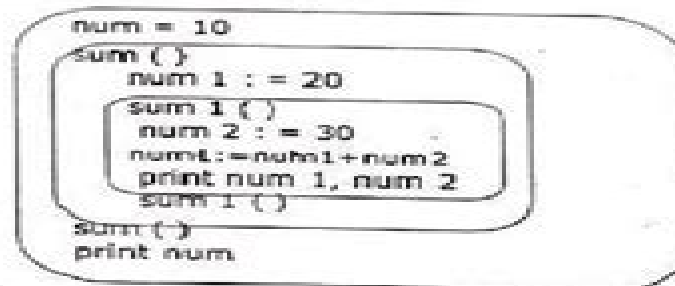 num = 10
sum ( )
num 1 : = 20
sum 1 ( )
num 2 : = 30
num1:=num1+num2
print num 1, num 2
sum 1 ( )
sum ( )
print num